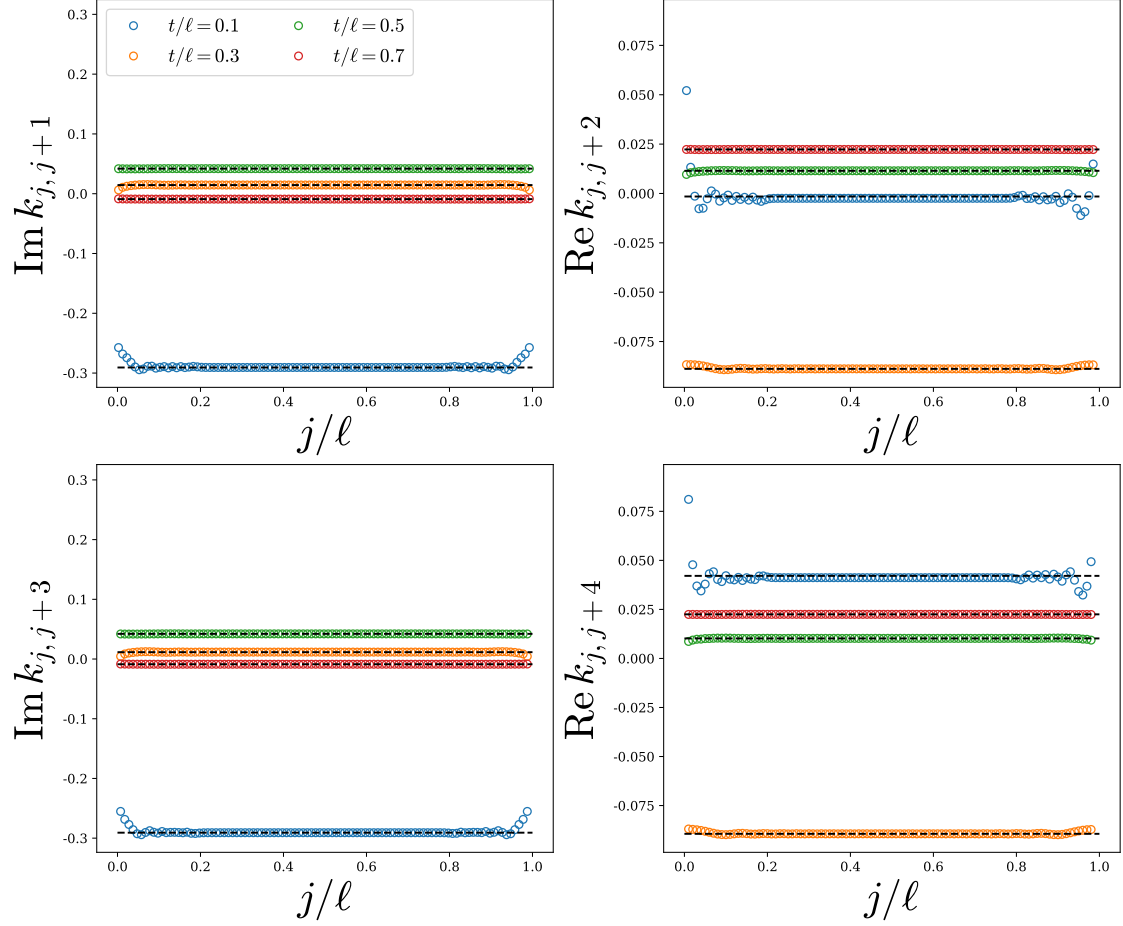 t/ℓ=0.1 t/ℓ=0.5
t/ℓ=0.3 t/ℓ=0.7
0.3
0.2
0.1
0.0
-0.1
-0.2
-0.3
Im k_{j, j+1}
0.0 0.2 0.4 0.6 0.8 1.0
j/ℓ
0.075
0.050
0.025
0.000
-0.025
-0.050
-0.075
Re k_{j, j+2}
0.0 0.2 0.4 0.6 0.8 1.0
j/ℓ
0.3
0.2
0.1
0.0
-0.1
-0.2
-0.3
Im k_{j, j+3}
0.0 0.2 0.4 0.6 0.8 1.0
j/ℓ
0.075
0.050
0.025
0.000
-0.025
-0.050
-0.075
Re k_{j, j+4}
0.0 0.2 0.4 0.6 0.8 1.0
j/ℓ